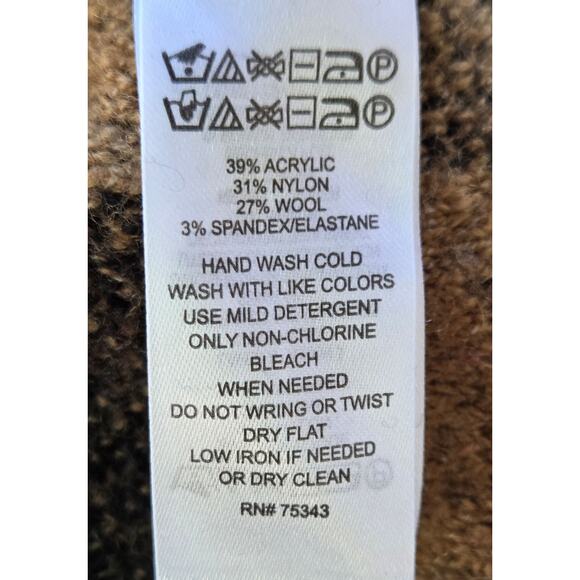 P
P
39% ACRYLIC
31% NYLON
27% WOOL
3% SPANDEX/ELASTANE
HAND WASH COLD
WASH WITH LIKE COLORS
USE MILD DETERGENT
ONLY NON-CHLORINE
BLEACH
WHEN NEEDED
DO NOT WRING OR TWIST
DRY FLAT
LOW IRON IF NEEDED
OR DRY CLEAN
RN# 75343